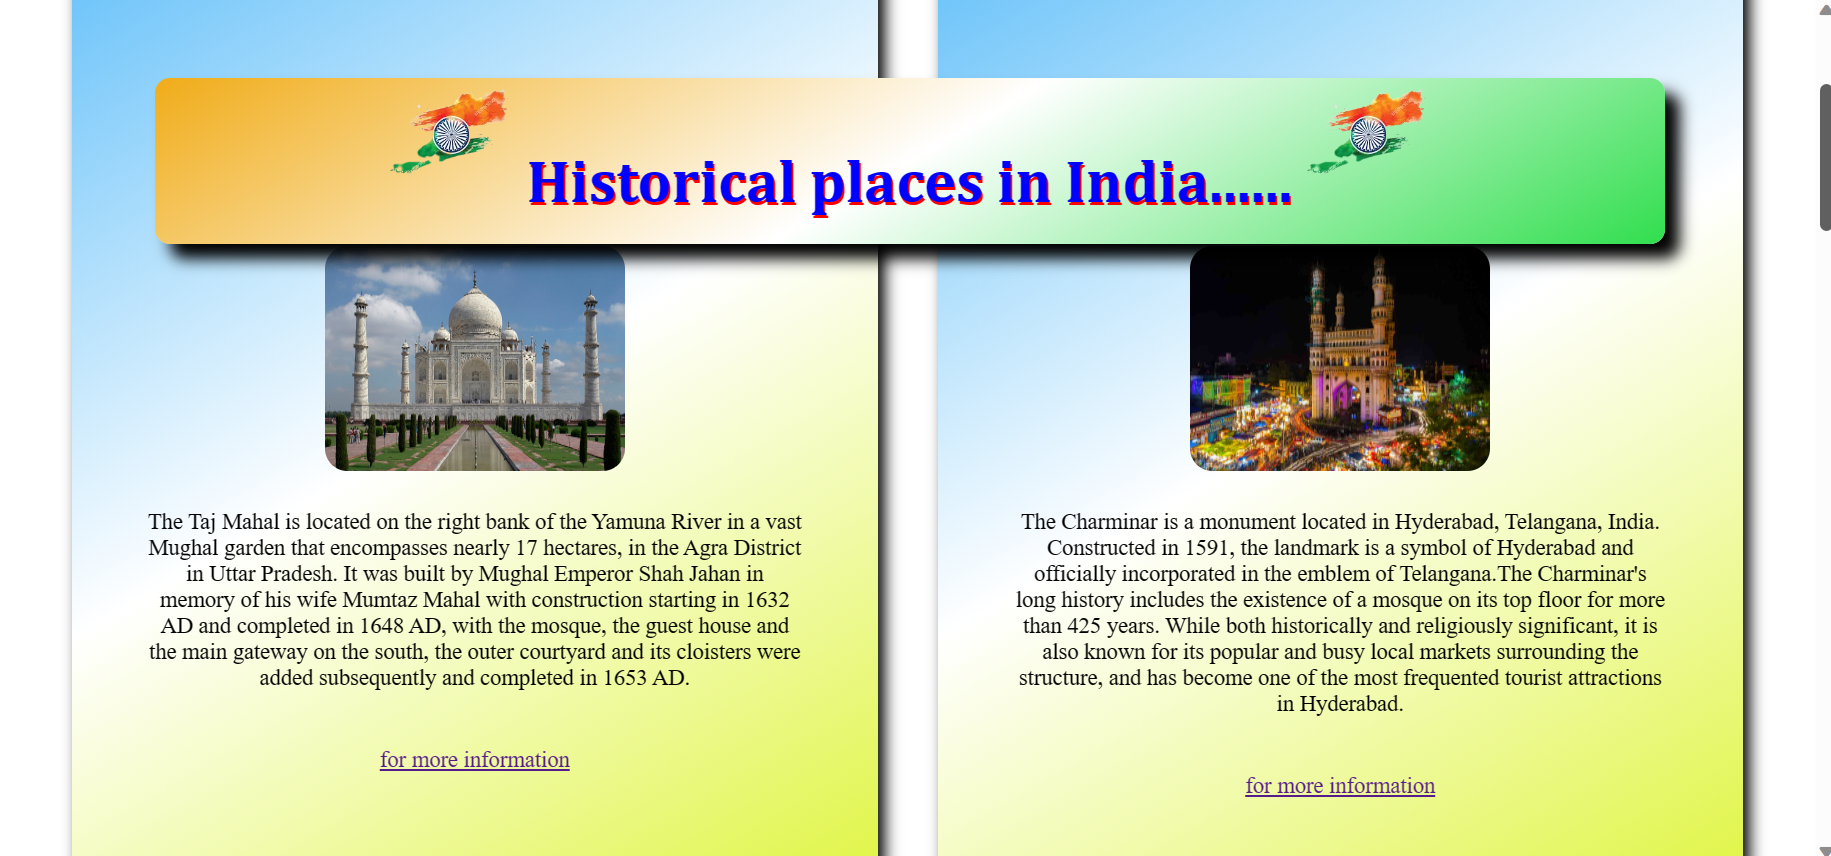 Historical places in India......
The Taj Mahal is located on the right bank of the Yamuna River in a vast
Mughal garden that encompasses nearly 17 hectares, in the Agra District
in Uttar Pradesh. It was built by Mughal Emperor Shah Jahan in
memory of his wife Mumtaz Mahal with construction starting in 1632
AD and completed in 1648 AD, with the mosque, the guest house and
the main gateway on the south, the outer courtyard and its cloisters were
added subsequently and completed in 1653 AD.
for more information
The Charminar is a monument located in Hyderabad, Telangana, India.
Constructed in 1591, the landmark is a symbol of Hyderabad and
officially incorporated in the emblem of Telangana.The Charminar's
long history includes the existence of a mosque on its top floor for more
than 425 years. While both historically and religiously significant, it is
also known for its popular and busy local markets surrounding the
structure, and has become one of the most frequented tourist attractions
in Hyderabad.
for more information